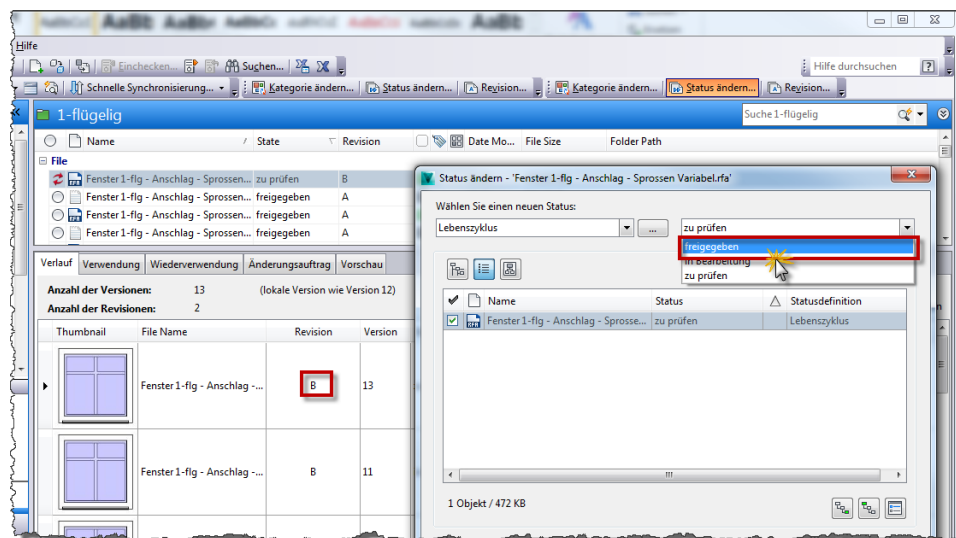 Hilfe
Einchecken... Suchen... Hilfe durchsuchen
Schnelle Synchronisierung... Kategorie ändern... Status ändern... Revision... Kategorie ändern... Status ändern... Revision...
1-flügelig Suche 1-flügelig
Name State Revision Date Mo... File Size Folder Path
File
Fenster 1-flg - Anschlag - Sprossen... zu prüfen B
Fenster 1-flg - Anschlag - Sprossen... freigegeben A
Fenster 1-flg - Anschlag - Sprossen... freigegeben A
Fenster 1-flg - Anschlag - Sprossen... freigegeben A
Verlauf Verwendung Wiederverwendung Änderungsauftrag Vorschau
Anzahl der Versionen: 13 (lokale Version wie Version 12)
Anzahl der Revisionen: 2
Thumbnail File Name Revision Version
Fenster 1-flg - Anschlag -... B 13
Fenster 1-flg - Anschlag -... B 11
Status ändern - 'Fenster 1-flg - Anschlag - Sprossen Variabel.rfa'
Wählen Sie einen neuen Status:
Lebenszyklus ... zu prüfen
freigegeben
in Bearbeitung
zu prüfen
Name Status Statusdefinition
Fenster 1-flg - Anschlag - Sprosse... zu prüfen Lebenszyklus
1 Objekt / 472 KB